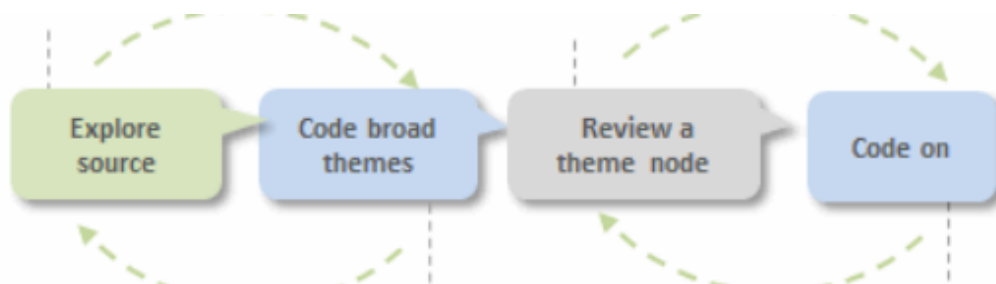 Explore
source
Code broad
themes
Review a
theme node
Code on